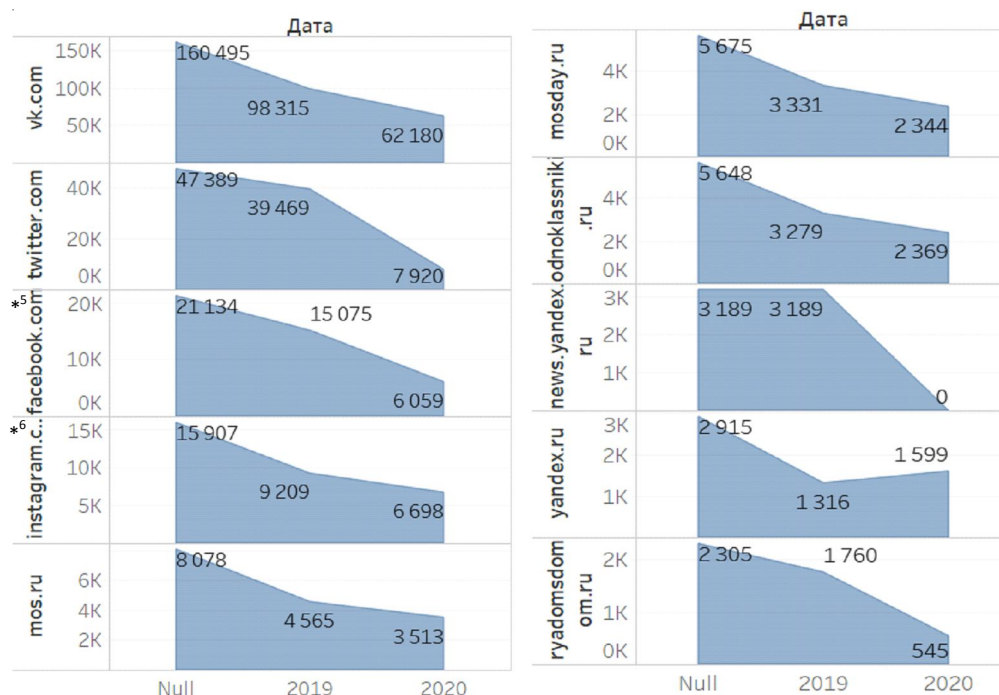 Дата
150K
160 495
100K
98 315
50K
62 180
vk.com
47 389
40K
39 469
20K
0K
7 920
twitter.com
*5
20K
21 134
15 075
10K
0K
6 059
facebook.com
*6
15K
15 907
10K
9 209
5K
6 698
instagram.c..
8 078
6K
4K
4 565
2K
3 513
mos.ru
Null
2019
2020
Дата
5 675
4K
3 331
2K
2 344
0K
mosday.ru
5 648
4K
3 279
2K
2 369
0K
odnoklassniki
.ru
3K
3 189
3 189
2K
1K
0
news.yandex.
ru
3K
2 915
2K
1 599
1K
1 316
yandex.ru
2 305
2K
1 760
1K
0K
545
ryadomsdom
om.ru
Null
2019
2020